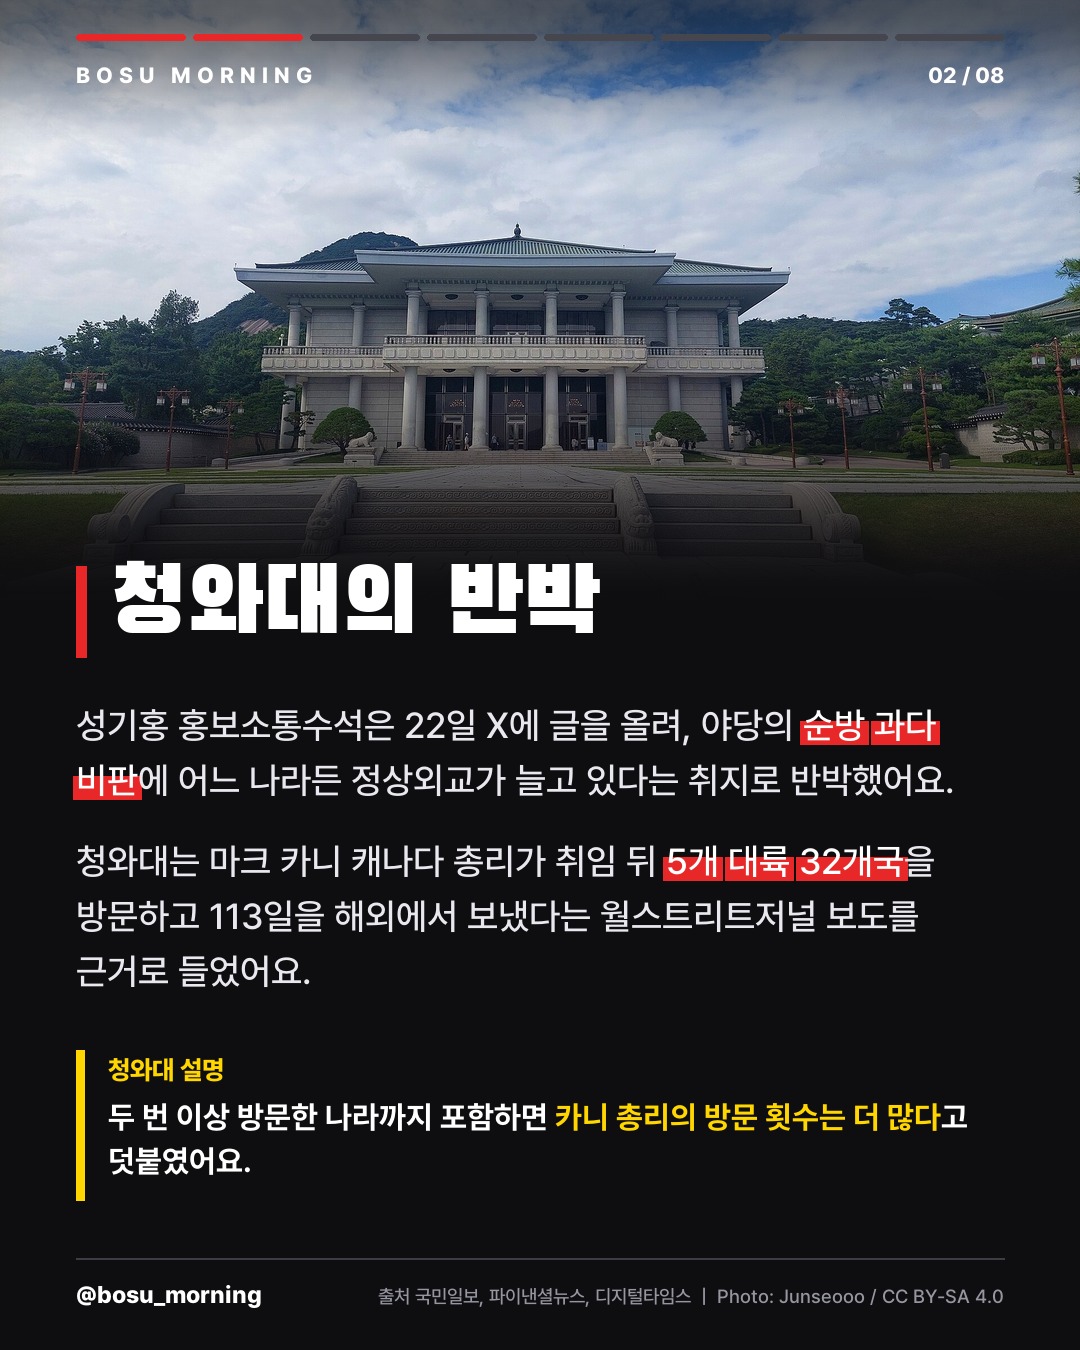 BOSU MORNING
02 / 08
청와대의 반박
성기홍 홍보소통수석은 22일 X에 글을 올려, 야당의 순방 과다
비판에 어느 나라든 정상외교가 늘고 있다는 취지로 반박했어요.
청와대는 마크 카니 캐나다 총리가 취임 뒤 5개 대륙 32개국을
방문하고 113일을 해외에서 보냈다는 월스트리트저널 보도를
근거로 들었어요.
청와대 설명
두 번 이상 방문한 나라까지 포함하면 카니 총리의 방문 횟수는 더 많다고
덧붙였어요.
@bosu_morning
출처 국민일보, 파이낸셜뉴스, 디지털타임스 | Photo: Junseooo / CC BY-SA 4.0